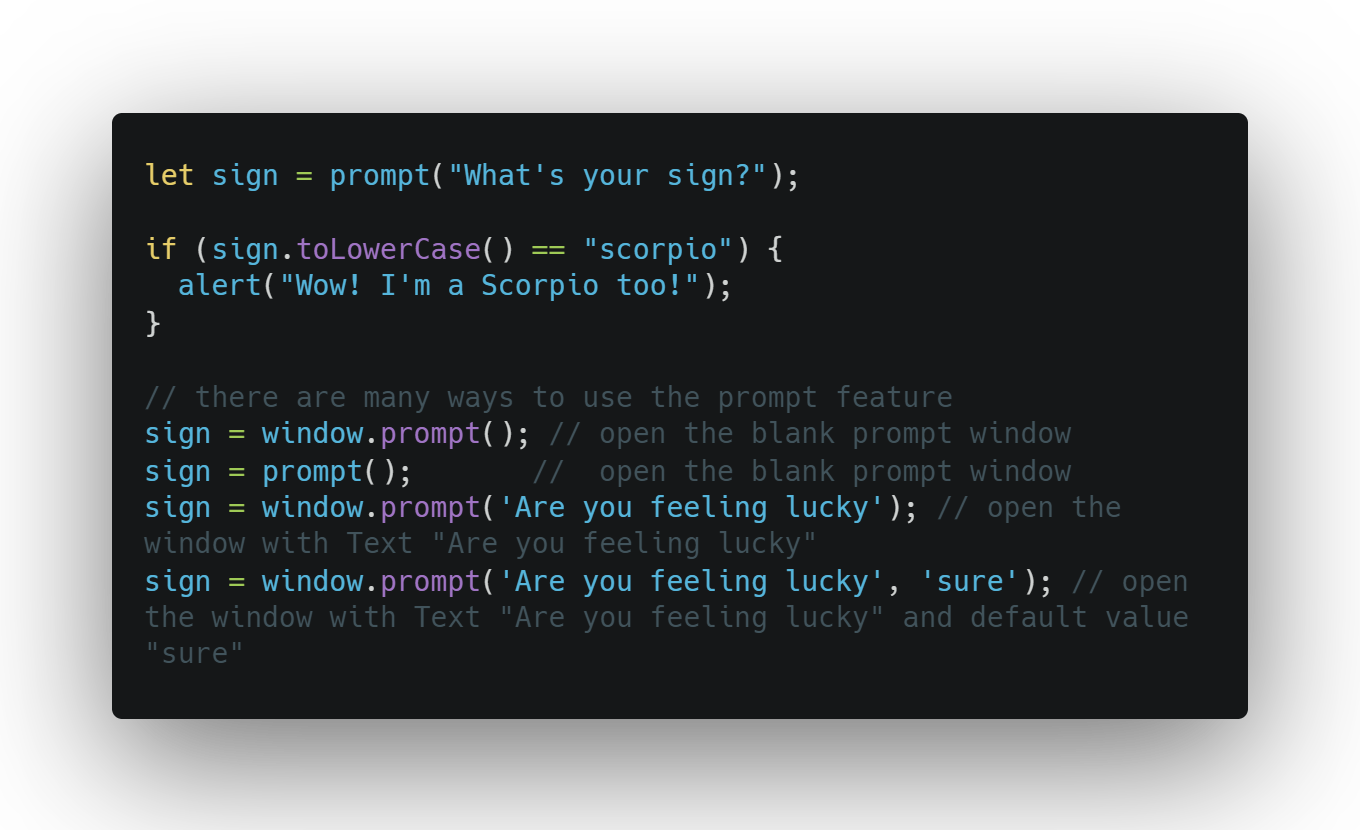 let sign = prompt("What's your sign?");

if (sign.toLowerCase() == "scorpio") {
  alert("Wow! I'm a Scorpio too!");
}

// there are many ways to use the prompt feature
sign = window.prompt(); // open the blank prompt window
sign = prompt();       //  open the blank prompt window
sign = window.prompt('Are you feeling lucky'); // open the
window with Text "Are you feeling lucky"
sign = window.prompt('Are you feeling lucky', 'sure'); // open
the window with Text "Are you feeling lucky" and default value
"sure"